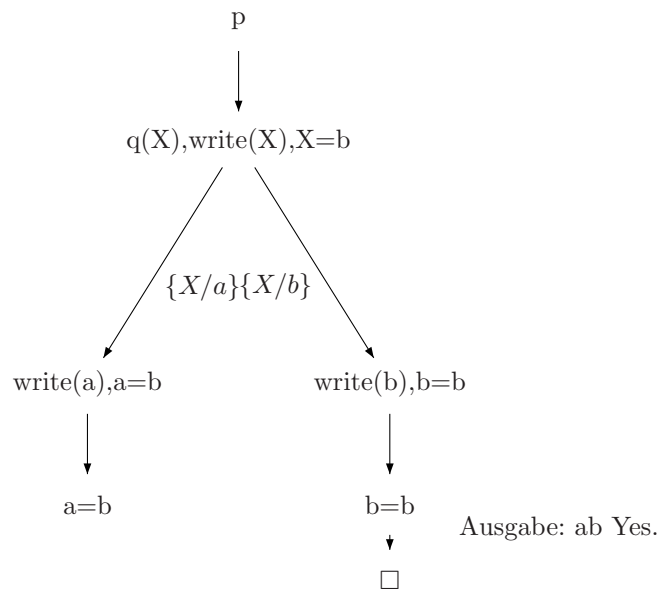 p
q(X),write(X),X=b
{X/a}{X/b}
write(a),a=b
write(b),b=b
a=b
b=b
Ausgabe: ab Yes.
□